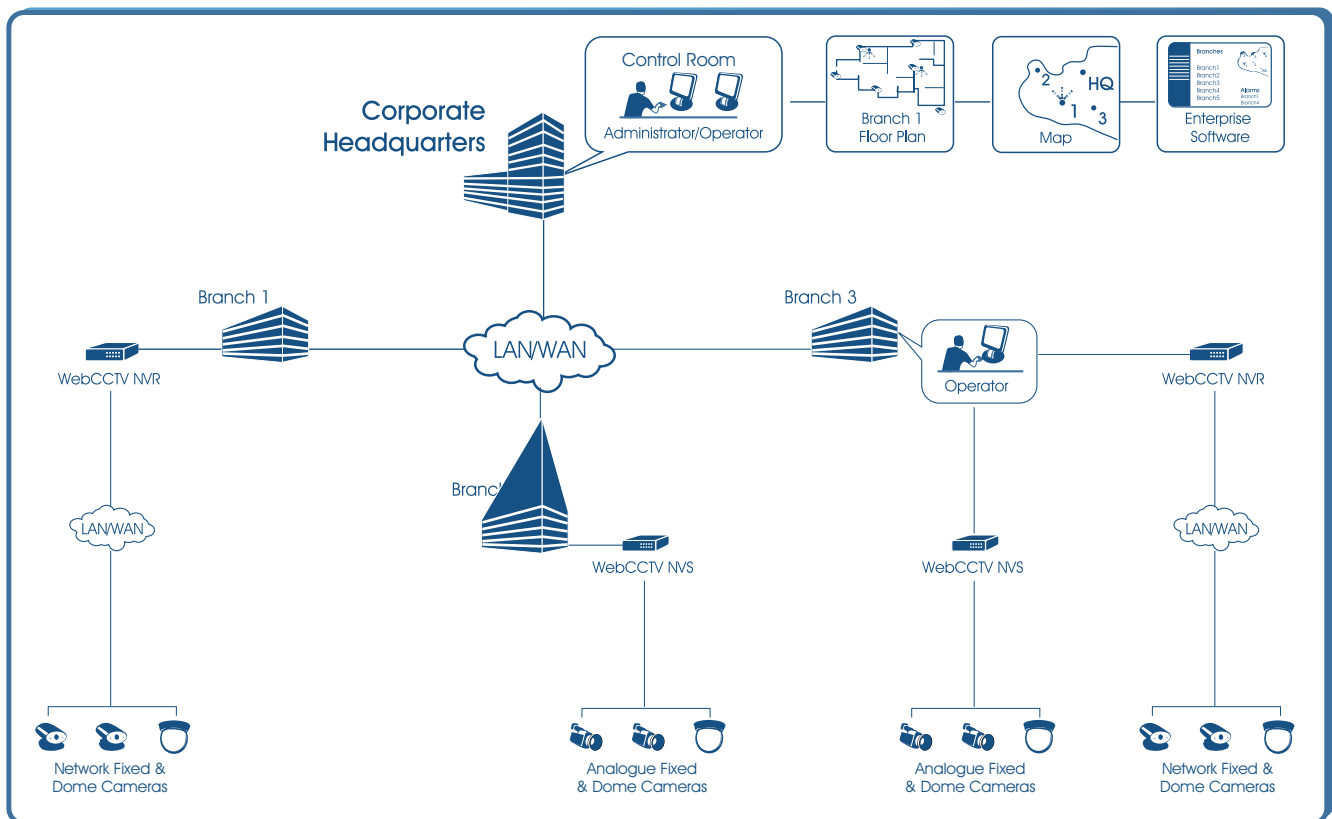 Control Room
Administrator/Operator
Corporate
Headquarters
Branch 1
Floor Plan
2
HQ
1
3
Map
Branches
Branch1
Branch2
Branch3
Branch4
Branch5
Alarms
Branch1
Branch4
Enterprise
Software
Branch 1
Branch 3
LAN/WAN
WebCCTV NVR
Operator
WebCCTV NVR
Branc
LAN/WAN
LAN/WAN
WebCCTV NVS
WebCCTV NVS
Network Fixed &
Dome Cameras
Analogue Fixed
& Dome Cameras
Analogue Fixed
& Dome Cameras
Network Fixed &
Dome Cameras